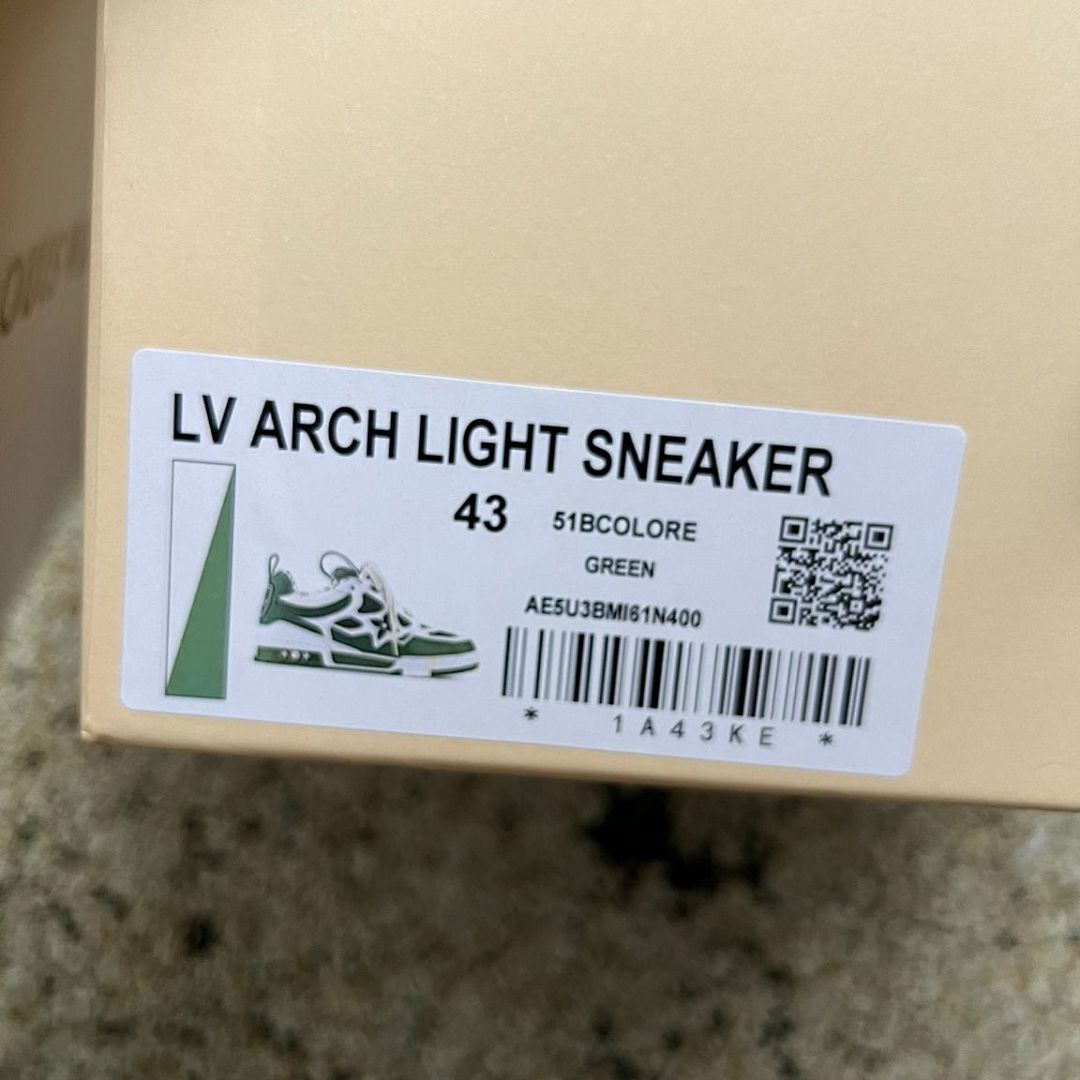 LV ARCH LIGHT SNEAKER
43 51BCOLORE
GREEN
AE5U3BMI61N400
* 1A43KE *